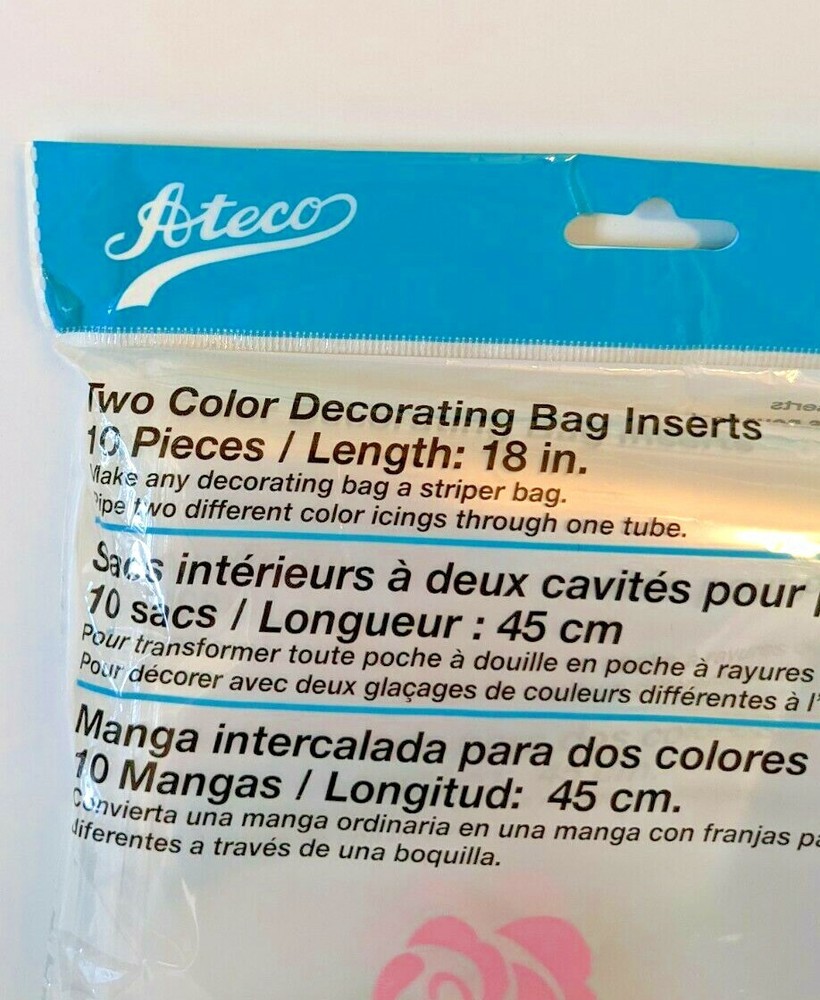 Ateco
Two Color Decorating Bag Inserts
10 Pieces / Length: 18 in.
Make any decorating bag a striper bag.
Pipe two different color icings through one tube.
Sacs intérieurs à deux cavités pour
10 sacs / Longueur : 45 cm
Pour transformer toute poche à douille en poche à rayures
Pour décorer avec deux glaçages de couleurs différentes à l'
Manga intercalada para dos colores
10 Mangas / Longitud: 45 cm.
Convierta una manga ordinaria en una manga con franjas
diferentes a través de una boquilla.